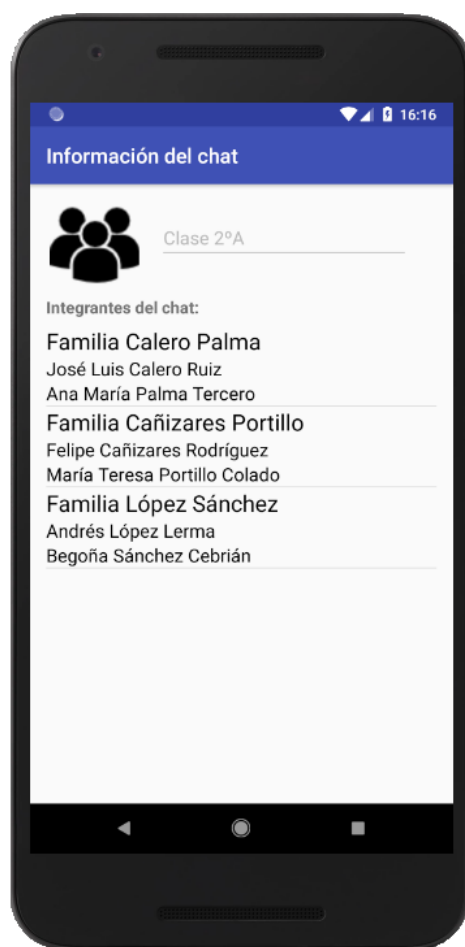 16:16
Información del chat
Clase 2ºA
Integrantes del chat:
Familia Calero Palma
José Luis Calero Ruiz
Ana María Palma Tercero
Familia Cañizares Portillo
Felipe Cañizares Rodríguez
María Teresa Portillo Colado
Familia López Sánchez
Andrés López Lerma
Begoña Sánchez Cebrián